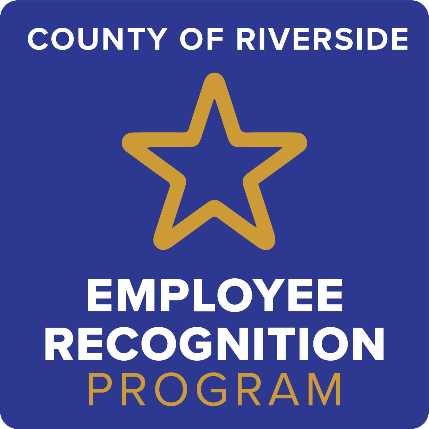 COUNTY OF RIVERSIDE
EMPLOYEE
RECOGNITION
PROGRAM